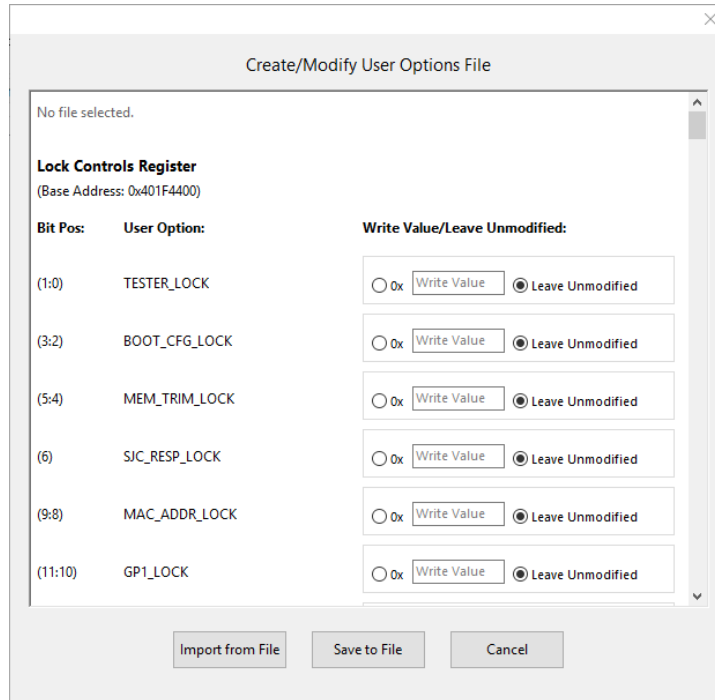 Create/Modify User Options File
No file selected.
Lock Controls Register
(Base Address: 0x401F4400)
Bit Pos: User Option: Write Value/Leave Unmodified:
(1:0) TESTER_LOCK 0x Write Value Leave Unmodified
(3:2) BOOT_CFG_LOCK 0x Write Value Leave Unmodified
(5:4) MEM_TRIM_LOCK 0x Write Value Leave Unmodified
(6) SJC_RESP_LOCK 0x Write Value Leave Unmodified
(9:8) MAC_ADDR_LOCK 0x Write Value Leave Unmodified
(11:10) GP1_LOCK 0x Write Value Leave Unmodified
Import from File Save to File Cancel